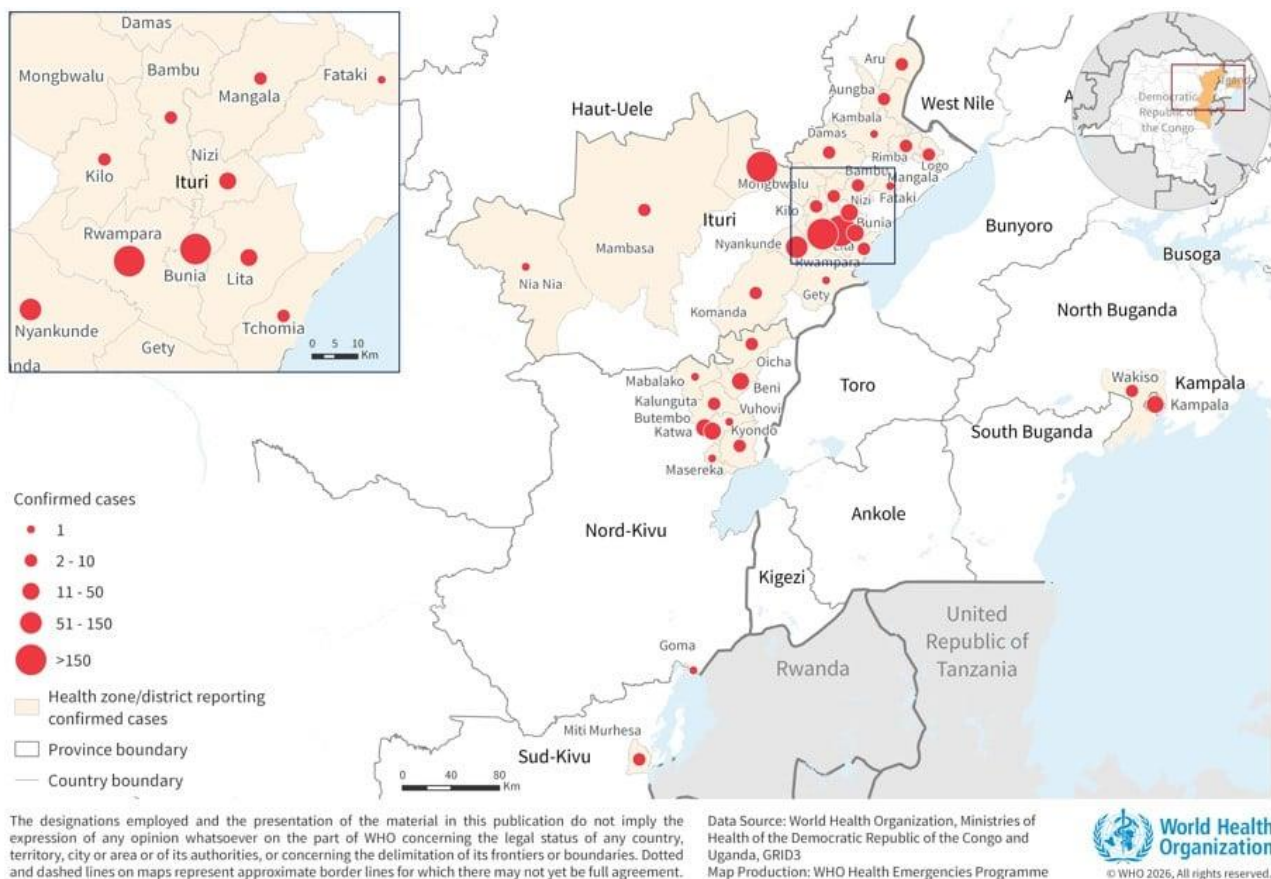 Damas
Mongbwalu
Bambu
Mangala
Fataki
Nizi
Kilo
Ituri
Rwampara
Bunia
Lita
Nyankunde
Tchomia
Gety
inda
0 5 10
Km
Haut-Uele
Aru
Aungba
West Nile
A
Kambala
Damas
Rimba
Logo
Mongbwalu
Bambu
Mangala
Kilo
Nizi
Fataki
Ituri
Bunia
Mambasa
Nyankunde
Lita
Rwampara
Nia Nia
Gety
Komanda
Bunyoro
Busoga
North Buganda
Oicha
Mabalako
Beni
Toro
Wakiso
Kampala
Kalunguta
Vuhovi
Kampala
Butembo
Kyondo
Katwa
South Buganda
Masereka
Nord-Kivu
Ankole
Kigezi
United
Republic of
Tanzania
Goma
Rwanda
Miti Murhesa
Sud-Kivu
0 40 80
Km
Uganda
Democratic
Republic of
the Congo
Confirmed cases
1
2 - 10
11 - 50
51 - 150
>150
Health zone/district reporting
confirmed cases
Province boundary
Country boundary
The designations employed and the presentation of the material in this publication do not imply the
expression of any opinion whatsoever on the part of WHO concerning the legal status of any country,
territory, city or area or of its authorities, or concerning the delimitation of its frontiers or boundaries. Dotted
and dashed lines on maps represent approximate border lines for which there may not yet be full agreement.
Data Source: World Health Organization, Ministries of
Health of the Democratic Republic of the Congo and
Uganda, GRID3
Map Production: WHO Health Emergencies Programme
World Health
Organization
© WHO 2026, All rights reserved.